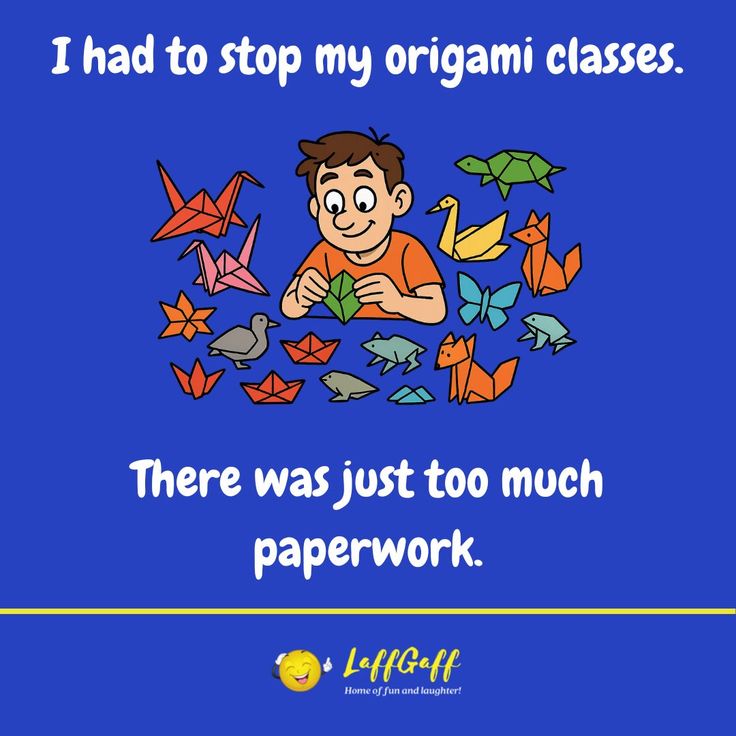 I had to stop my origami classes.
There was just too much
paperwork.
LaffGaff
Home of fun and laughter!